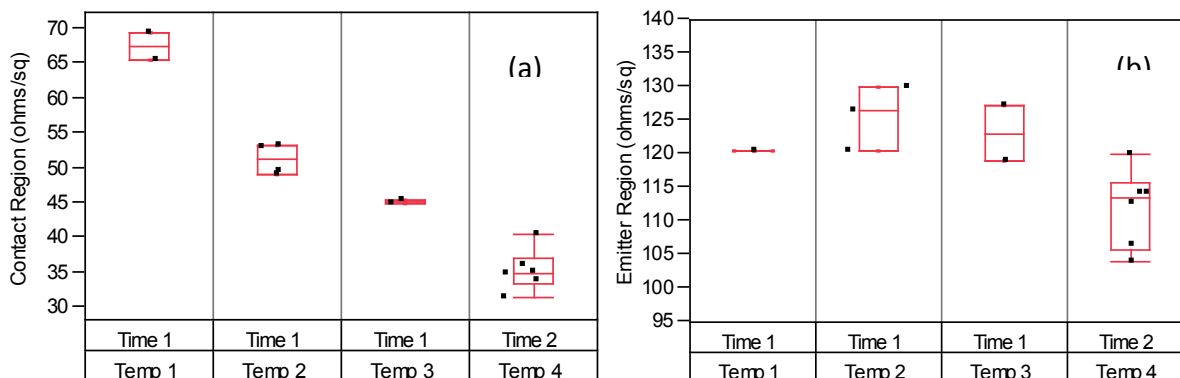 70
65
60
55
50
45
40
35
30
Contact Region (ohms/sq)
(a)
Time 1 Time 1 Time 1 Time 2
Temp 1 Temp 2 Temp 3 Temp 4
140
135
130
125
120
115
110
105
100
95
Emitter Region (ohms/sq)
(b)
Time 1 Time 1 Time 1 Time 2
Temp 1 Temp 2 Temp 3 Temp 4